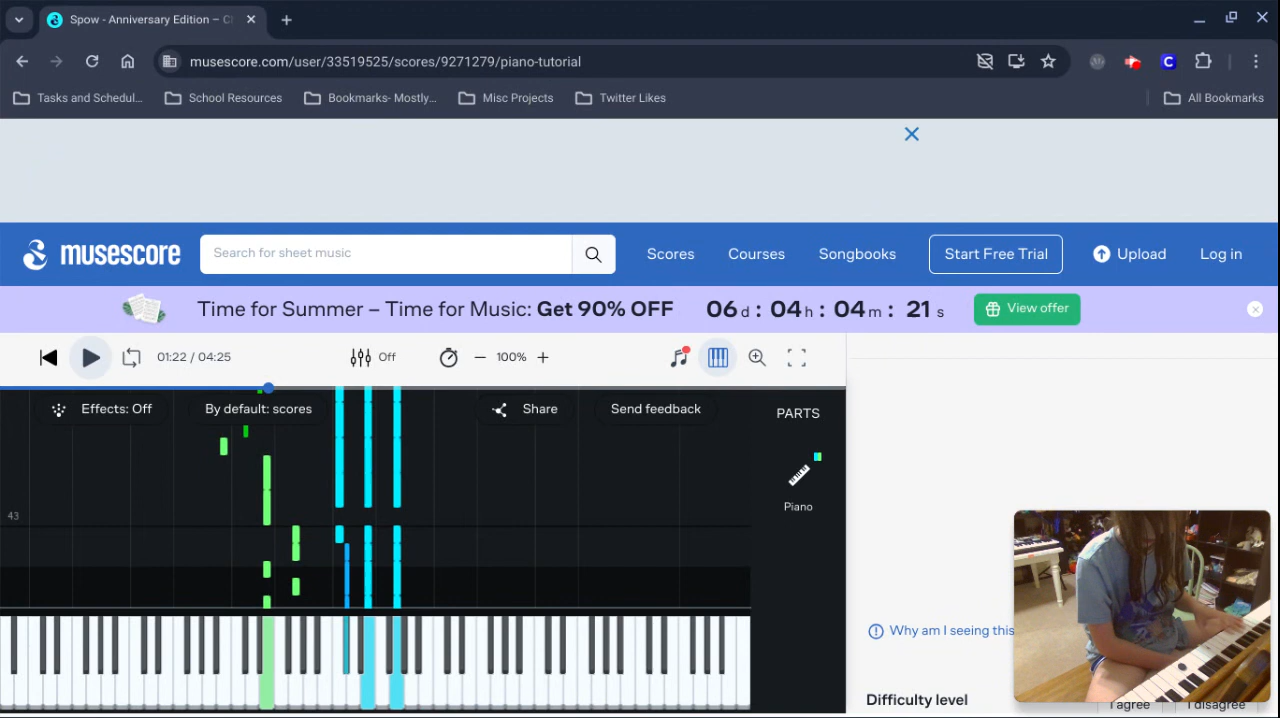 Spow - Anniversary Edition – C
musescore.com/user/33519525/scores/9271279/piano-tutorial
Tasks and Schedul...
School Resources
Bookmarks- Mostly...
Misc Projects
Twitter Likes
All Bookmarks
musescore
Search for sheet music
Scores
Courses
Songbooks
Start Free Trial
Upload
Log in
Time for Summer – Time for Music: Get 90% OFF
06 d : 04 h : 04 m : 21 s
View offer
01:22 / 04:25
Off
100%
Effects: Off
By default: scores
Share
Send feedback
PARTS
Piano
43
Why am I seeing this
Difficulty level
I agree
I disagree